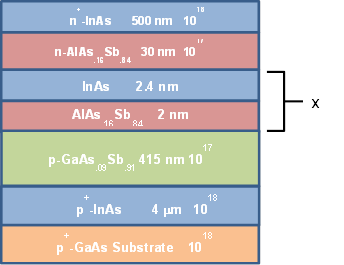 n⁺-InAs 500 nm 10¹⁸
n-AlAs.16Sb.84 30 nm 10¹⁷
InAs 2.4 nm
AlAs.16Sb.84 2 nm
x
p-GaAs.09Sb.91 415 nm 10¹⁷
p⁺-InAs 4 μm 10¹⁸
p⁺-GaAs Substrate 10¹⁸